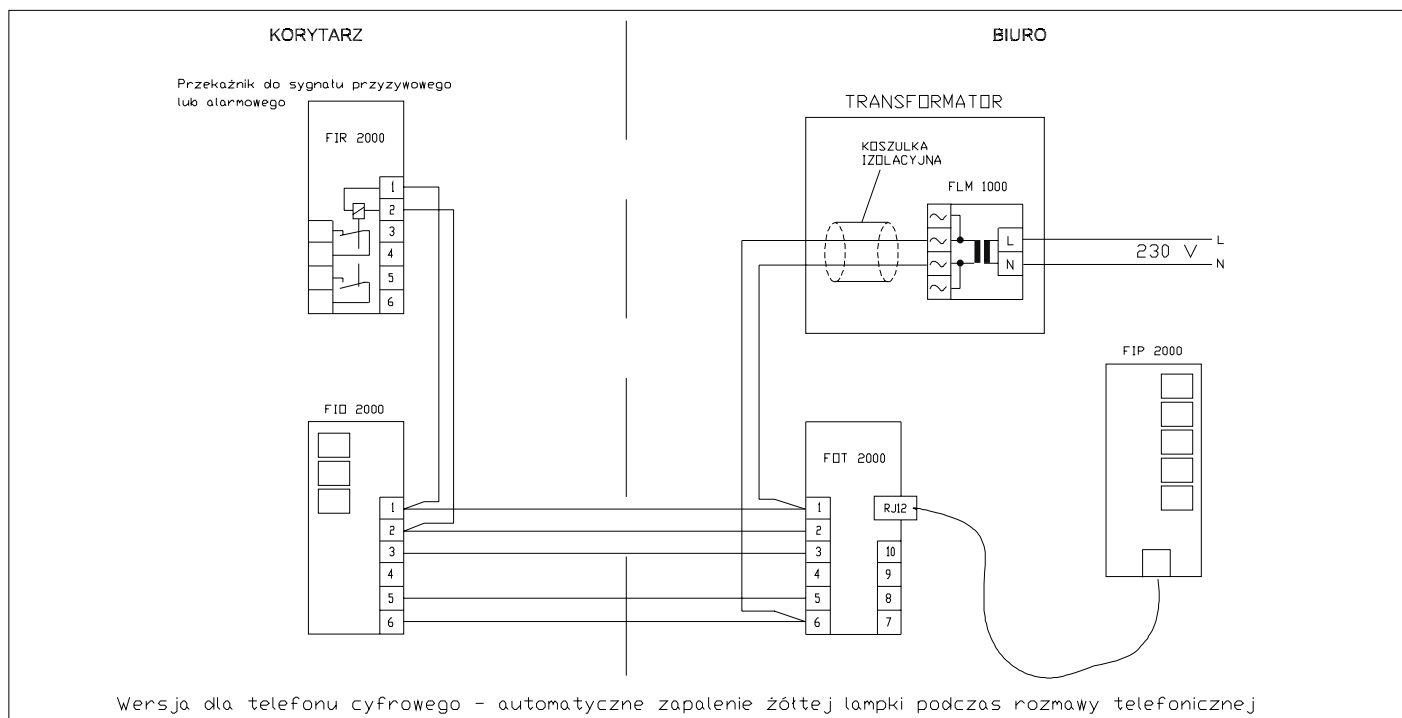 KORYTARZ
BIURO
Przekaźnik do sygnału przyzywowego
lub alarmowego
FIR 2000
1
2
3
4
5
6
TRANSFORMATOR
KOSZULKA
IZOLACYJNA
FLM 1000
~
~
~
~
L
N
230 V
L
N
FIP 2000
FIO 2000
1
2
3
4
5
6
FOT 2000
1
2
3
4
5
6
RJ12
10
9
8
7
Wersja dla telefonu cyfrowego - automatyczne zapalenie żółtej lampki podczas rozmawy telefonicznej